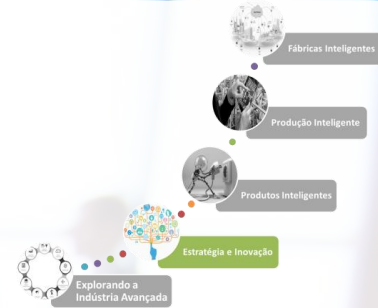 Fábricas Inteligentes
Produção Inteligente
Produtos Inteligentes
Estratégia e Inovação
Explorando a
Indústria Avançada